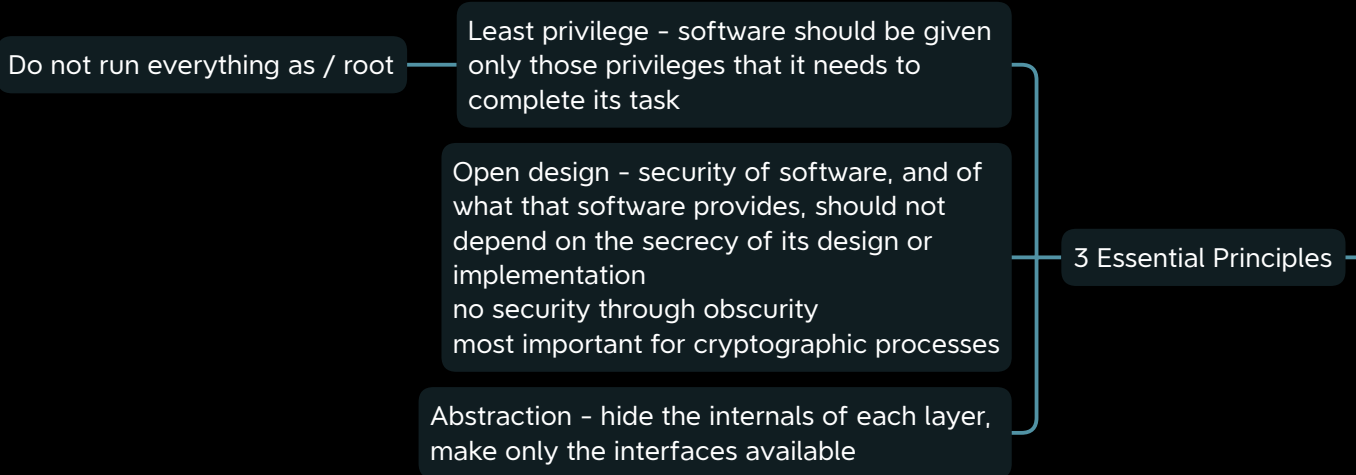 Do not run everything as / root
Least privilege - software should be given
only those privileges that it needs to
complete its task
Open design - security of software, and of
what that software provides, should not
depend on the secrecy of its design or
implementation
no security through obscurity
most important for cryptographic processes
3 Essential Principles
Abstraction - hide the internals of each layer,
make only the interfaces available